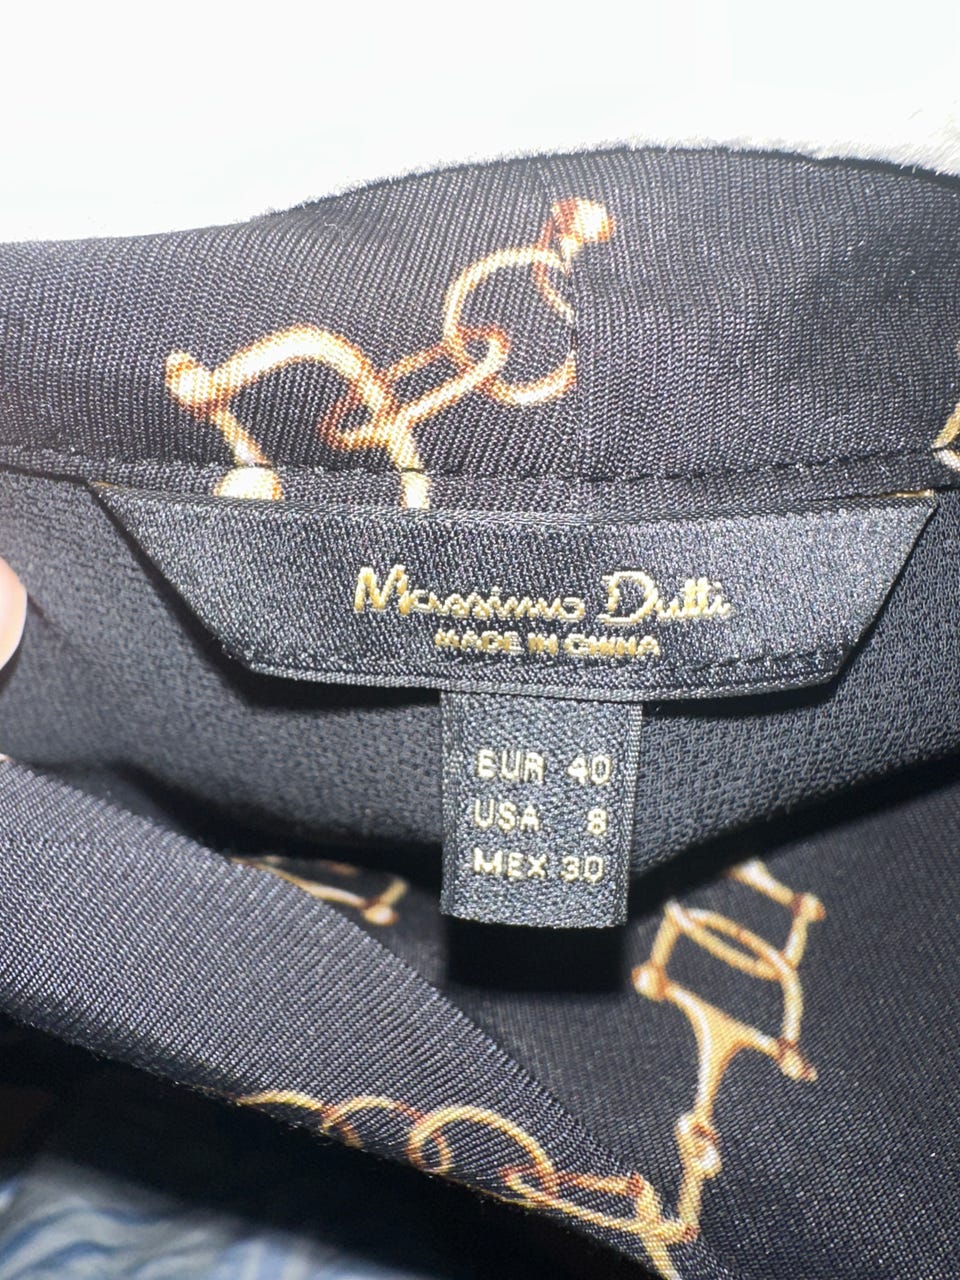 Massimo Dutti
MADE IN CHINA
EUR 40
USA 8
MEX 30